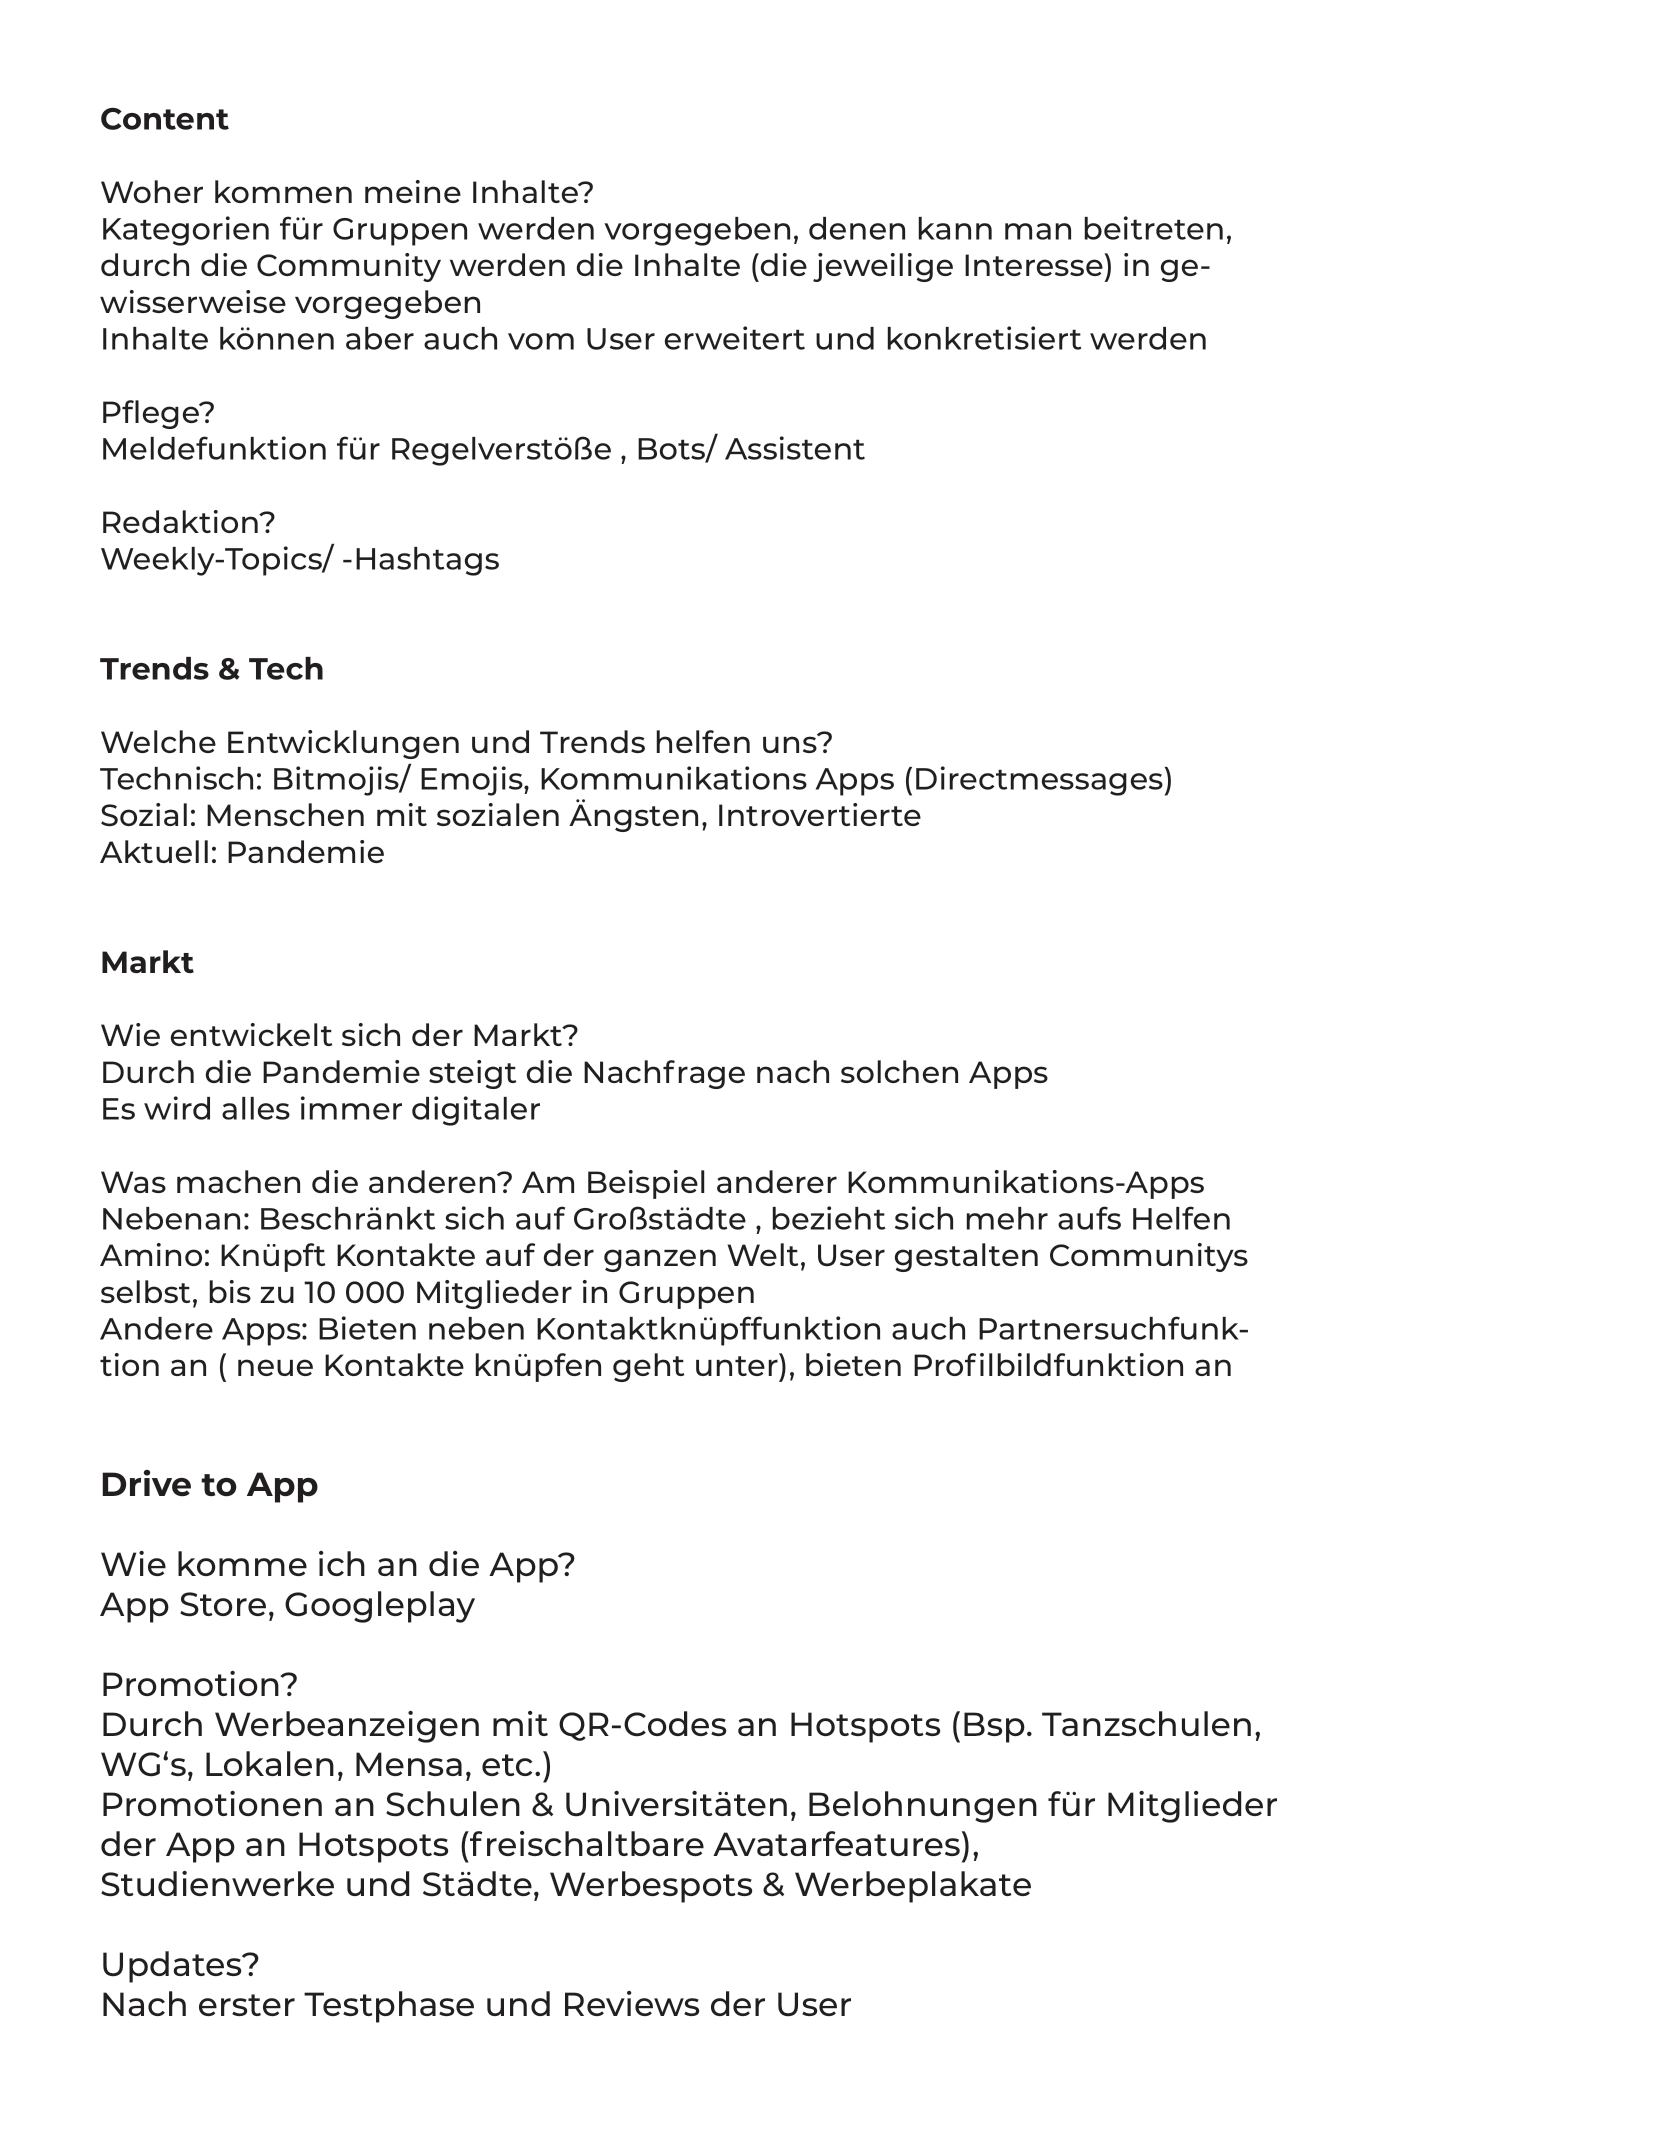 Content
Woher kommen meine Inhalte?
Kategorien für Gruppen werden vorgegeben, denen kann man beitreten,
durch die Community werden die Inhalte (die jeweilige Interesse) in ge-
wisserweise vorgegeben
Inhalte können aber auch vom User erweitert und konkretisiert werden
Pflege?
Meldefunktion für Regelverstöße , Bots/ Assistent
Redaktion?
Weekly-Topics/ -Hashtags
Trends & Tech
Welche Entwicklungen und Trends helfen uns?
Technisch: Bitmojis/ Emojis, Kommunikations Apps (Directmessages)
Sozial: Menschen mit sozialen Ängsten, Introvertierte
Aktuell: Pandemie
Markt
Wie entwickelt sich der Markt?
Durch die Pandemie steigt die Nachfrage nach solchen Apps
Es wird alles immer digitaler
Was machen die anderen? Am Beispiel anderer Kommunikations-Apps
Nebenan: Beschränkt sich auf Großstädte , bezieht sich mehr aufs Helfen
Amino: Knüpft Kontakte auf der ganzen Welt, User gestalten Communitys
selbst, bis zu 10 000 Mitglieder in Gruppen
Andere Apps: Bieten neben Kontaktknüpffunktion auch Partnersuchfunk-
tion an ( neue Kontakte knüpfen geht unter), bieten Profilbildfunktion an
Drive to App
Wie komme ich an die App?
App Store, Googleplay
Promotion?
Durch Werbeanzeigen mit QR-Codes an Hotspots (Bsp. Tanzschulen,
WG‘s, Lokalen, Mensa, etc.)
Promotionen an Schulen & Universitäten, Belohnungen für Mitglieder
der App an Hotspots (freischaltbare Avatarfeatures),
Studienwerke und Städte, Werbespots & Werbeplakate
Updates?
Nach erster Testphase und Reviews der User